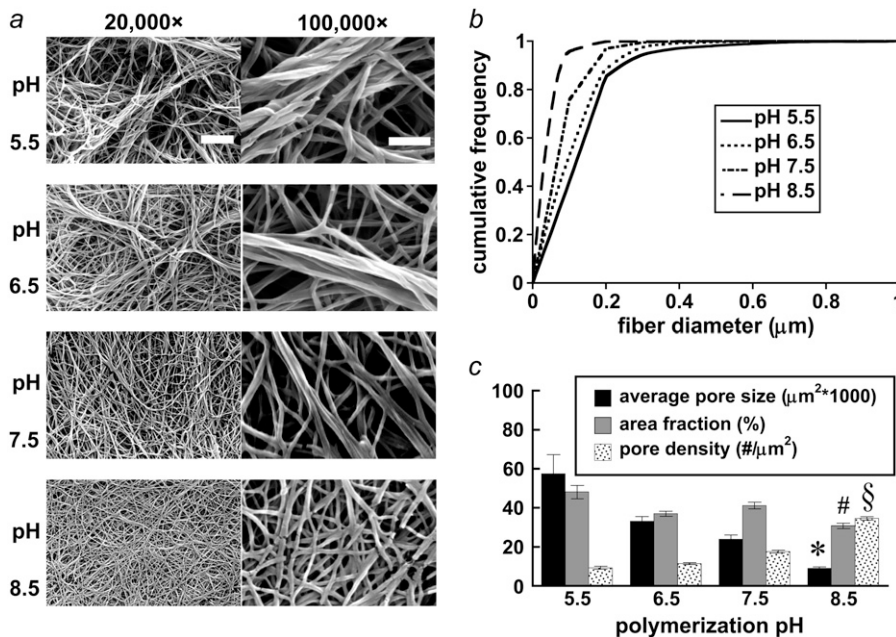 a
20,000×
100,000×
pH
5.5
pH
6.5
pH
7.5
pH
8.5
b
cumulative frequency
1
0.8
0.6
0.4
0.2
0
0
0.2
0.4
0.6
0.8
1
fiber diameter (μm)
pH 5.5
pH 6.5
pH 7.5
pH 8.5
c
100
80
60
40
20
0
average pore size (μm²*1000)
area fraction (%)
pore density (#/μm²)
* # §
5.5
6.5
7.5
8.5
polymerization pH